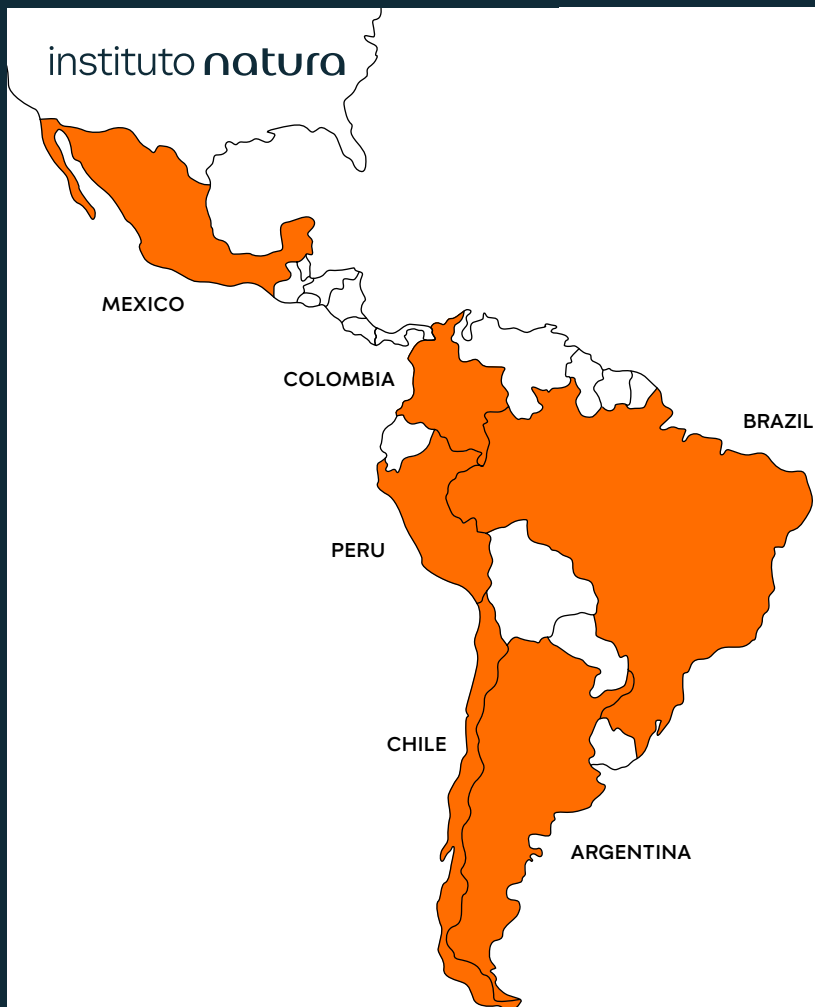 instituto natura
MEXICO
COLOMBIA
BRAZIL
PERU
CHILE
ARGENTINA